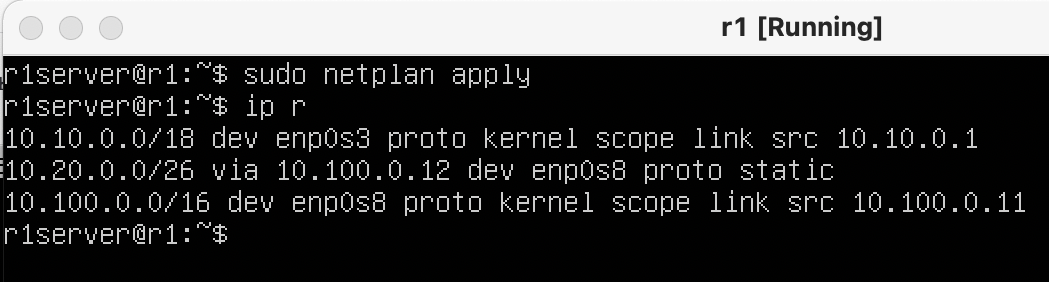 r1 [Running]
r1server@r1:~$ sudo netplan apply
r1server@r1:~$ ip r
10.10.0.0/18 dev enp0s3 proto kernel scope link src 10.10.0.1
10.20.0.0/26 via 10.100.0.12 dev enp0s8 proto static
10.100.0.0/16 dev enp0s8 proto kernel scope link src 10.100.0.11
r1server@r1:~$